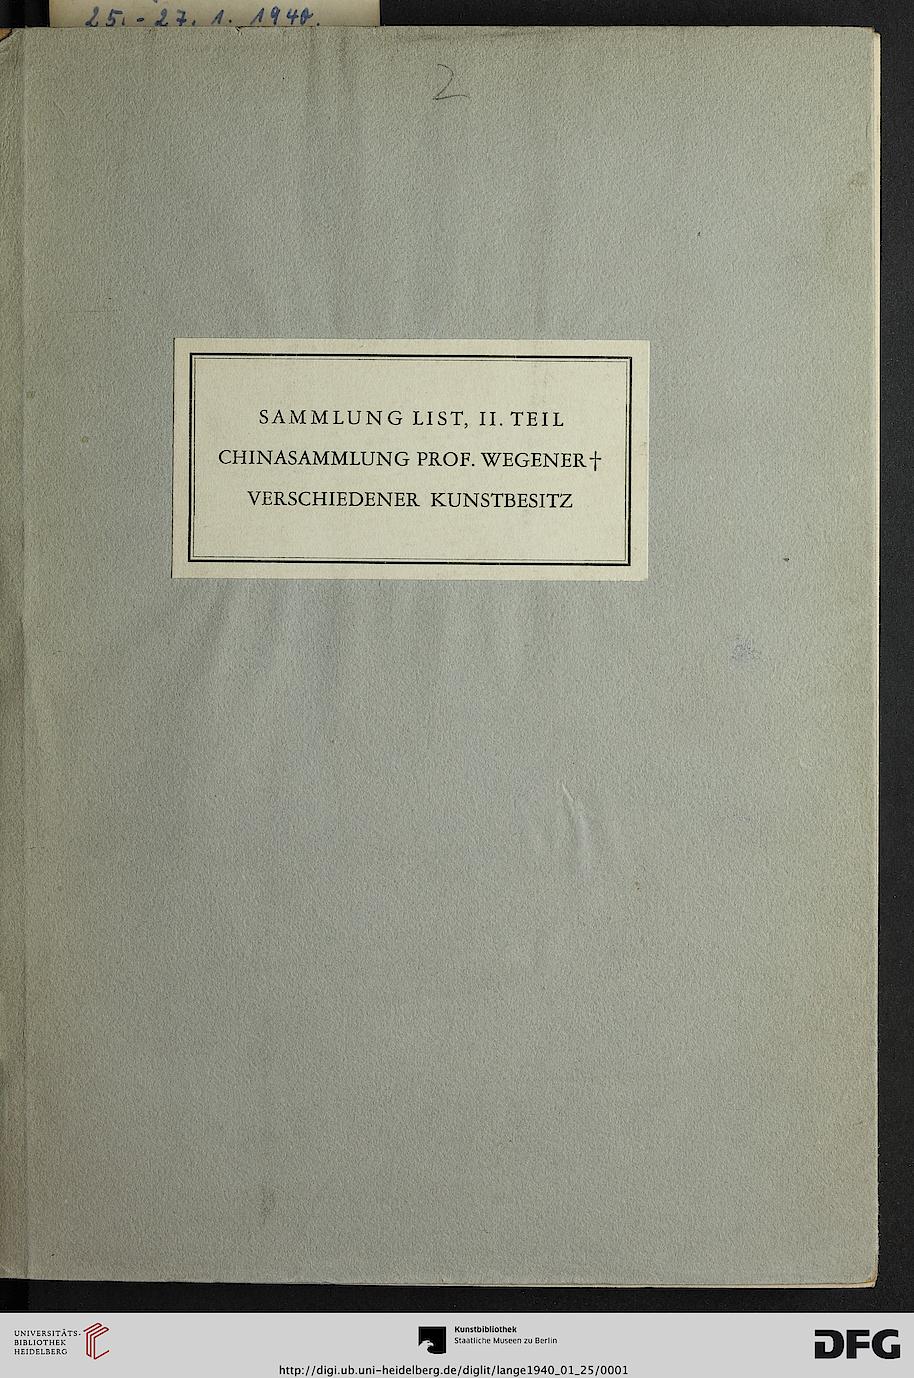 25. - 27. 1. 1940.
2
SAMMLUNG LIST, II. TEIL
CHINASAMMLUNG PROF. WEGENER†
VERSCHIEDENER KUNSTBESITZ
UNIVERSITÄTS-
BIBLIOTHEK
HEIDELBERG
Kunstbibliothek
Staatliche Museen zu Berlin
DFG
http://digi.ub.uni-heidelberg.de/diglit/lange1940_01_25/0001